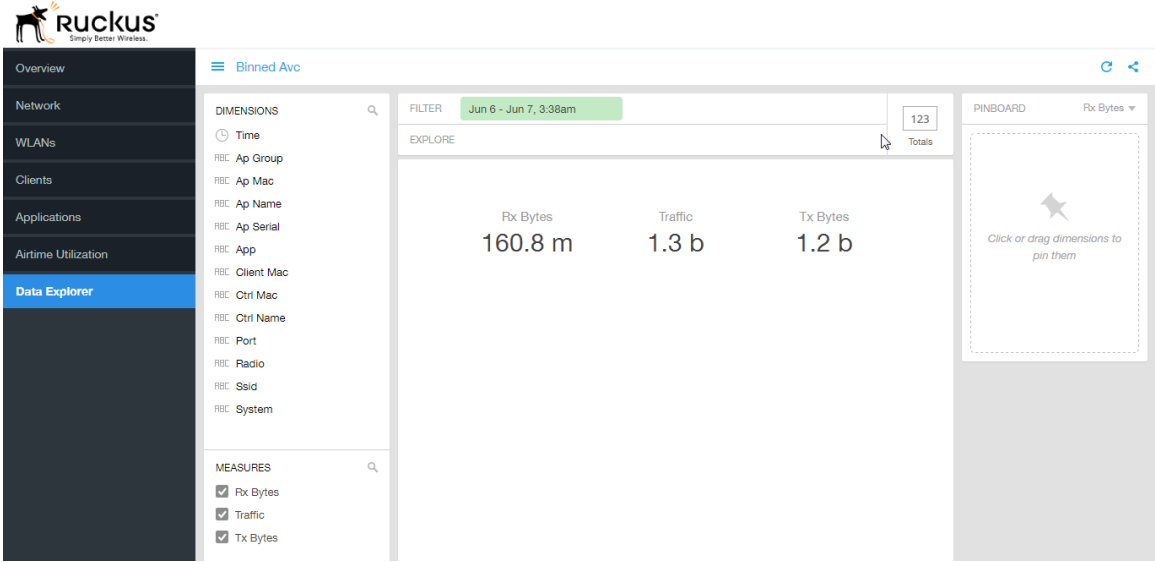 Ruckus®
Simply Better Wireless.
Overview
Network
WLANs
Clients
Applications
Airtime Utilization
Data Explorer
Binned Avc
DIMENSIONS
Time
ABC Ap Group
ABC Ap Mac
ABC Ap Name
ABC Ap Serial
ABC App
ABC Client Mac
ABC Ctrl Mac
ABC Ctrl Name
ABC Port
ABC Radio
ABC Ssid
ABC System
MEASURES
Rx Bytes
Traffic
Tx Bytes
FILTER Jun 6 - Jun 7, 3:38am
EXPLORE
123
Totals
Rx Bytes Traffic Tx Bytes
160.8 m 1.3 b 1.2 b
PINBOARD Rx Bytes
Click or drag dimensions to
pin them